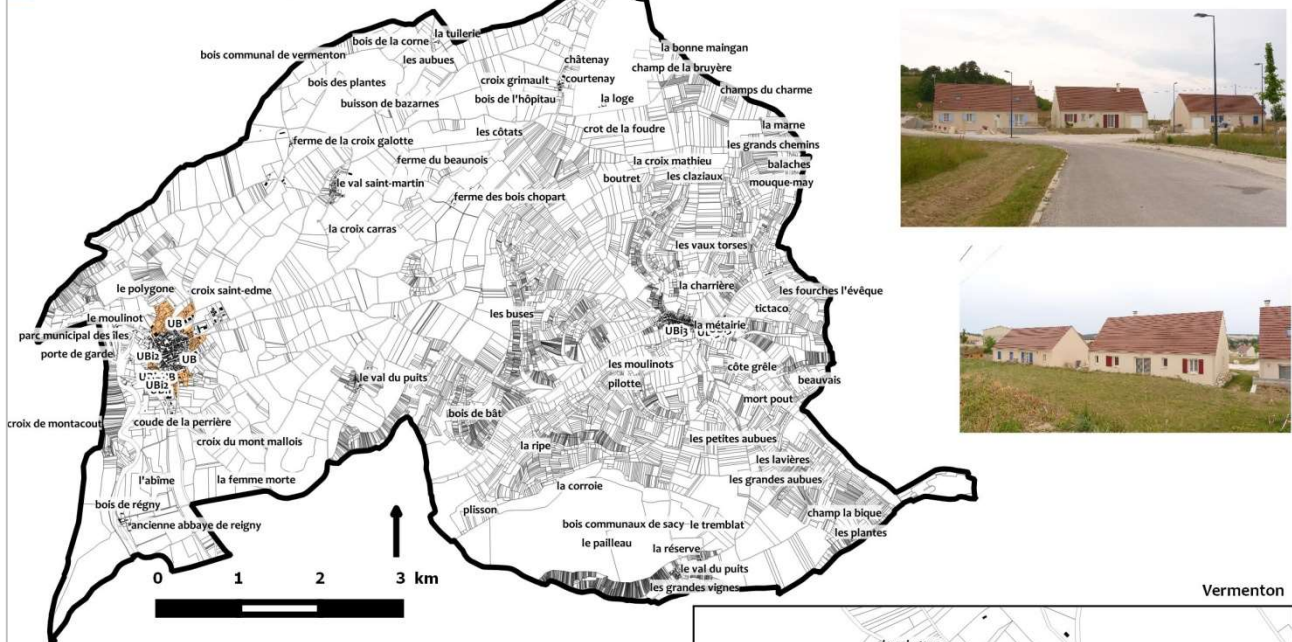 bois de la corne
la tuilerie
bois communal de vermenton
les aubues
la bonne maingan
châtenay
champ de la bruyère
bois des plantes
croix grimault
courtenay
champs du charme
buisson de bazarnes
bois de l'hôpitau
la loge
la marne
les côtats
crot de la foudre
les grands chemins
ferme de la croix galotte
ferme du beaunois
la croix mathieu
balaches
le val saint-martin
boutret
les claziaux
mouque-may
ferme des bois chopart
la croix carras
les vaux torses
le polygone
croix saint-edme
la charrière
les fourches l'évêque
le moulinot
UB
les buses
tictaco
parc municipal des îles
UBi3
la métairie
porte de garde
UBi2
UB
les moulinots
côte grêle
UBi2
le val du puits
pilotte
beauvais
mort pout
croix de montacout
coude de la perrière
bois de bât
croix du mont mallois
la ripe
les petites aubues
les lavières
l'abîme
la femme morte
la corroie
les grandes aubues
bois de régny
plisson
champ la bique
ancienne abbaye de reigny
bois communaux de sacy
le tremblat
les plantes
le pailleau
la réserve
le val du puits
les grandes vignes
0 1 2 3 km
Vermenton